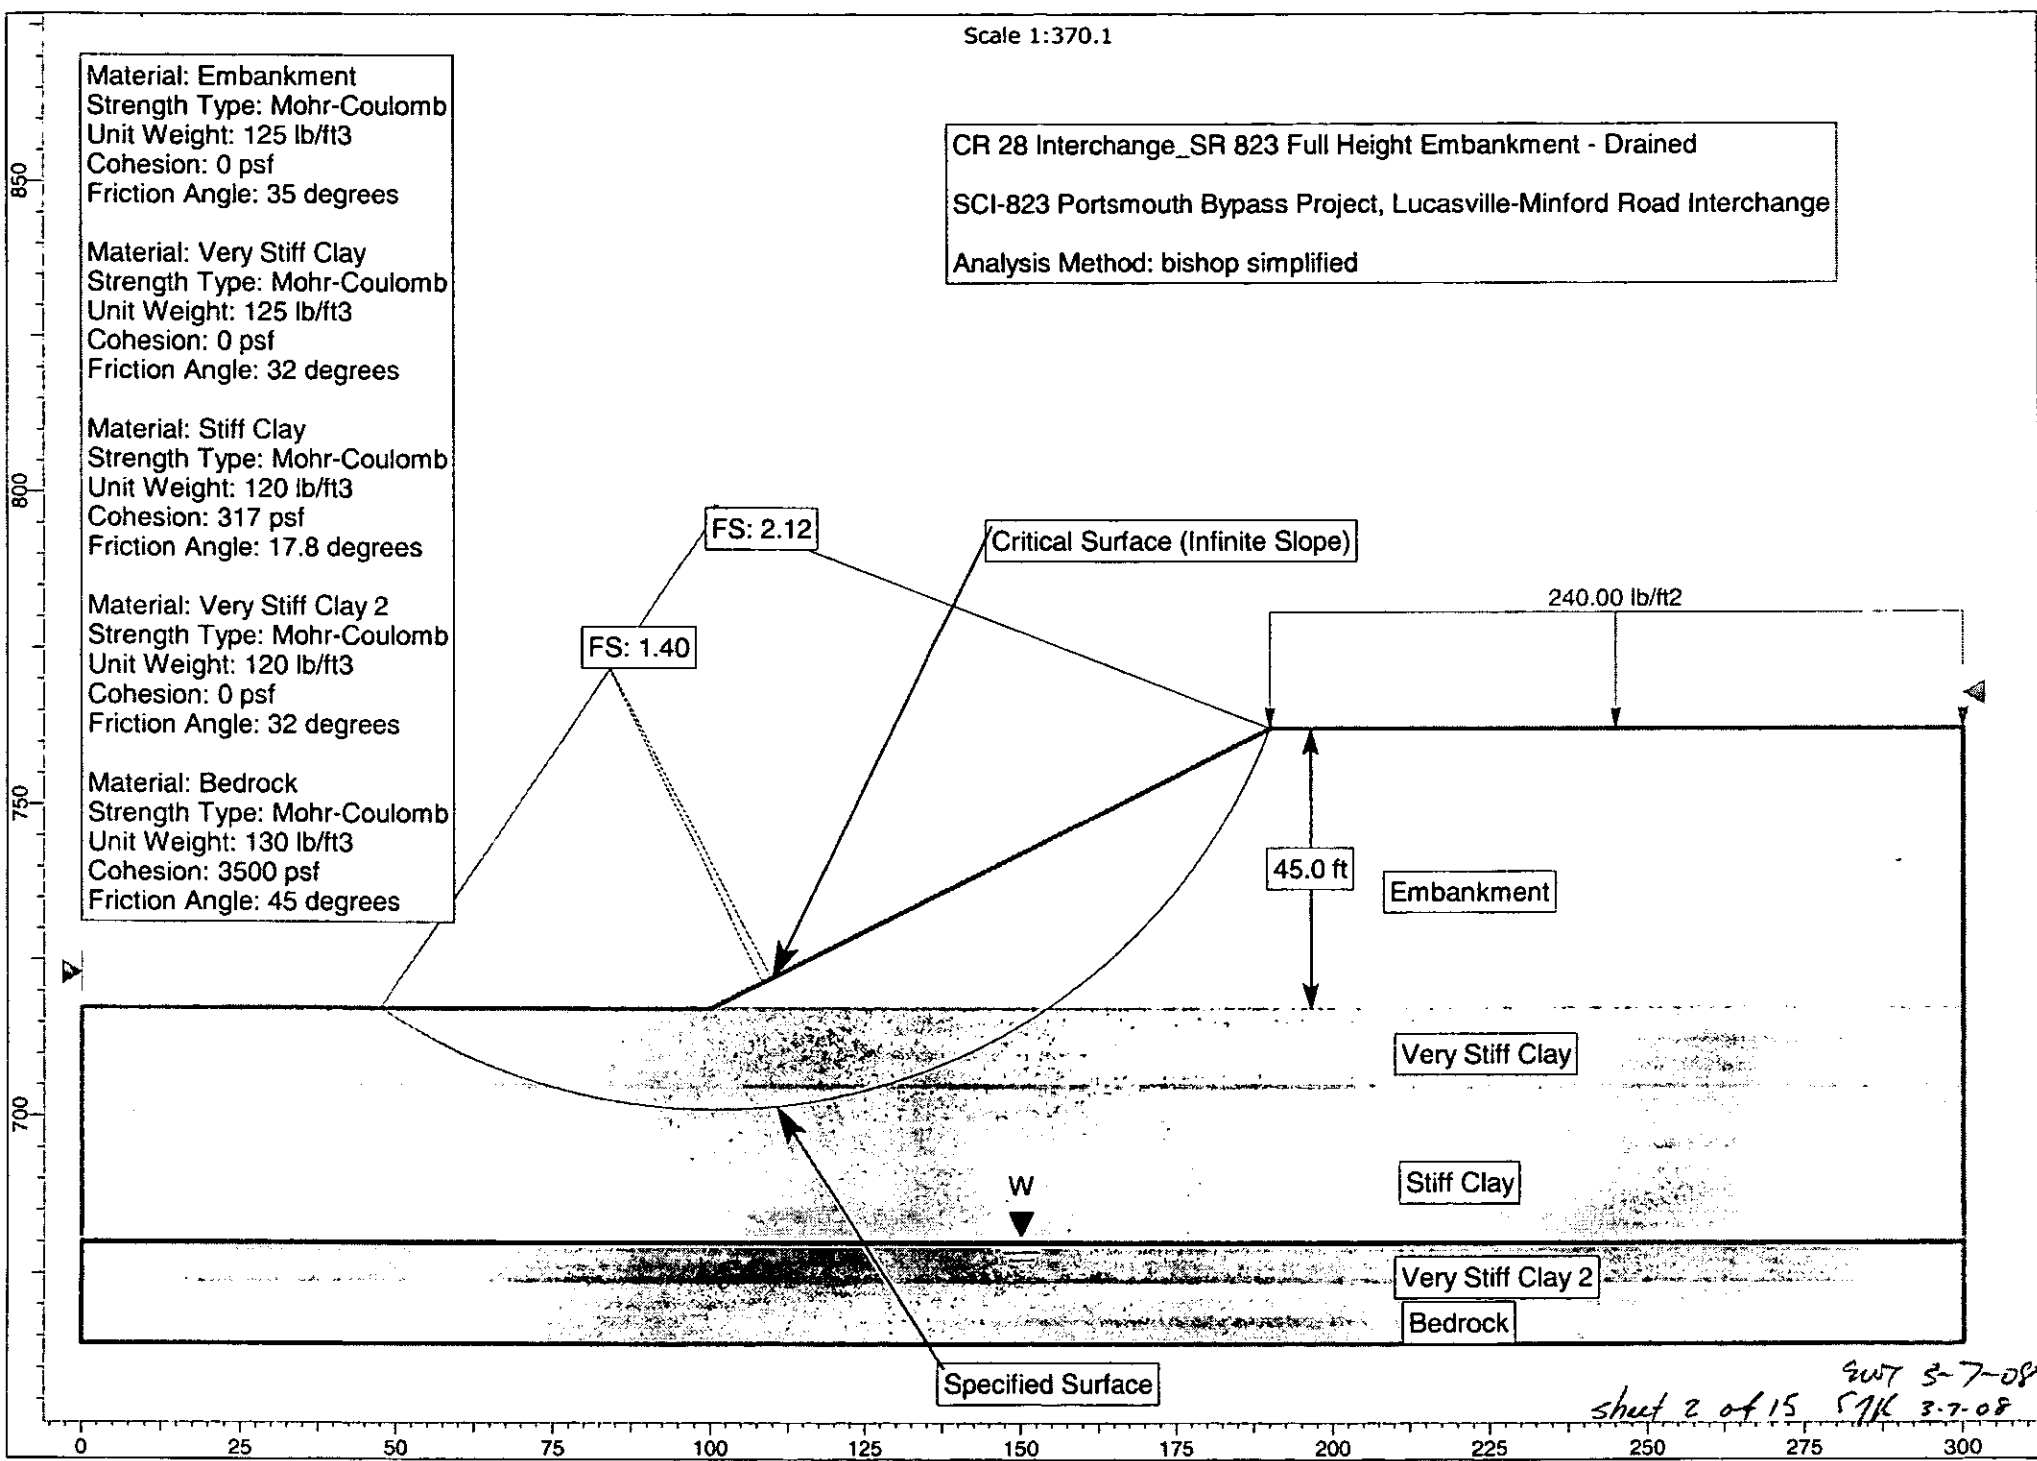 Scale 1:370.1
Material: Embankment
Strength Type: Mohr-Coulomb
Unit Weight: 125 lb/ft3
Cohesion: 0 psf
Friction Angle: 35 degrees
Material: Very Stiff Clay
Strength Type: Mohr-Coulomb
Unit Weight: 125 lb/ft3
Cohesion: 0 psf
Friction Angle: 32 degrees
Material: Stiff Clay
Strength Type: Mohr-Coulomb
Unit Weight: 120 lb/ft3
Cohesion: 317 psf
Friction Angle: 17.8 degrees
Material: Very Stiff Clay 2
Strength Type: Mohr-Coulomb
Unit Weight: 120 lb/ft3
Cohesion: 0 psf
Friction Angle: 32 degrees
Material: Bedrock
Strength Type: Mohr-Coulomb
Unit Weight: 130 lb/ft3
Cohesion: 3500 psf
Friction Angle: 45 degrees
CR 28 Interchange_SR 823 Full Height Embankment - Drained
SCI-823 Portsmouth Bypass Project, Lucasville-Minford Road Interchange
Analysis Method: bishop simplified
FS: 2.12
Critical Surface (Infinite Slope)
240.00 lb/ft2
FS: 1.40
45.0 ft
Embankment
Very Stiff Clay
Stiff Clay
W
Very Stiff Clay 2
Bedrock
Specified Surface
3-7-08
sheet 2 of 15 3-7-08
850
800
750
700
0 25 50 75 100 125 150 175 200 225 250 275 300